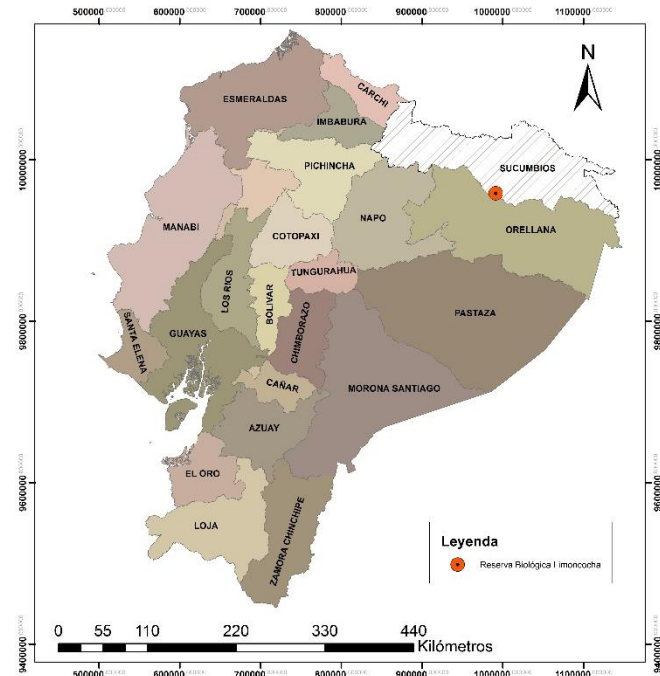 500000 600000 700000 800000 900000 1000000 1100000
N
CARCHI
ESMERALDAS
IMBABURA
10000000
10000000
PICHINCHA
SUCUMBIOS
NAPO
ORELLANA
MANABI
COTOPAXI
TUNGURAHUA
LOS RIOS
BOLIVAR
PASTAZA
9800000
9800000
SANTA ELENA
GUAYAS
CHIMBORAZO
CAÑAR
MORONA SANTIAGO
AZUAY
EL ORO
9600000
9600000
LOJA
ZAMORA CHINCHIPE
Leyenda
Reserva Biológica Limoncocha
0 55 110 220 330 440
Kilómetros
9400000
9400000
500000 600000 700000 800000 900000 1000000 1100000